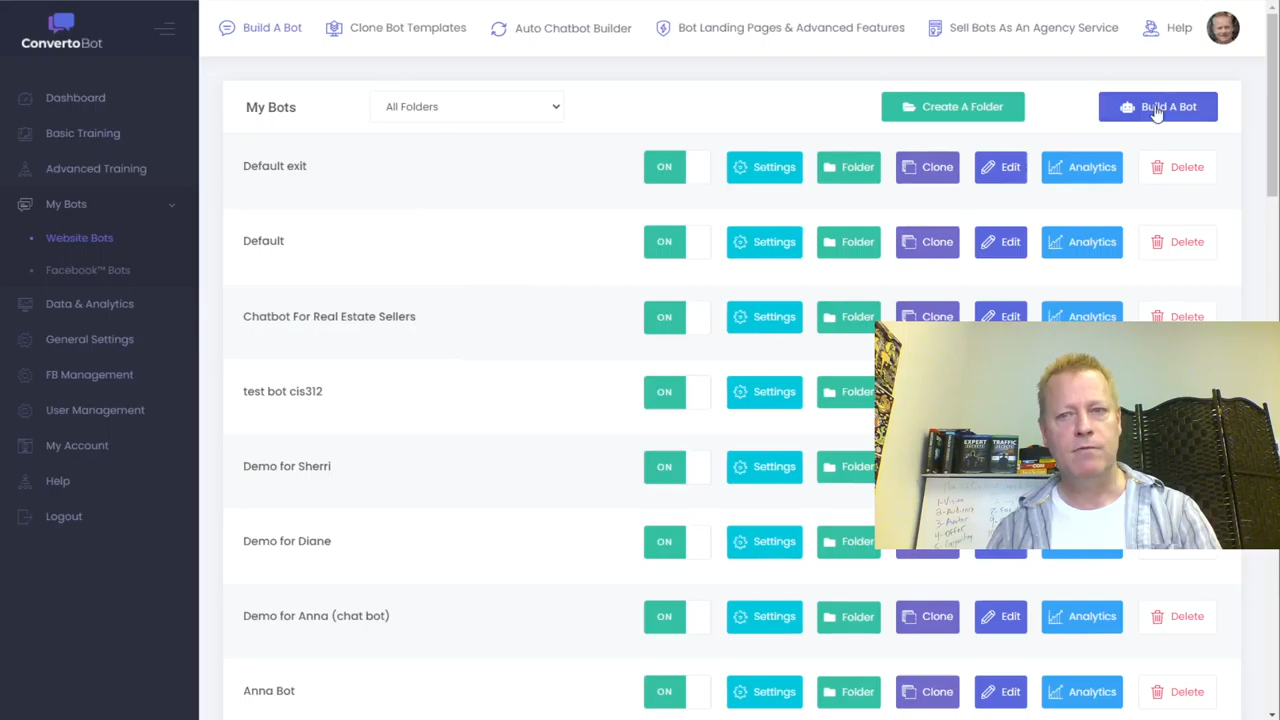 Build A Bot
Clone Bot Templates
Auto Chatbot Builder
Bot Landing Pages & Advanced Features
Sell Bots As An Agency Service
Help
ConvertoBot
Dashboard
Basic Training
Advanced Training
My Bots
Website Bots
Facebook™ Bots
Data & Analytics
General Settings
FB Management
User Management
My Account
Help
Logout
My Bots
All Folders
Create A Folder
Build A Bot
Default exit
ON
Settings
Folder
Clone
Edit
Analytics
Delete
Default
ON
Settings
Folder
Clone
Edit
Analytics
Delete
Chatbot For Real Estate Sellers
ON
Settings
Folder
Clone
Edit
Analytics
Delete
test bot cis312
ON
Settings
Folder
Demo for Sherri
ON
Settings
Folder
Demo for Diane
ON
Settings
Folder
Demo for Anna (chat bot)
ON
Settings
Folder
Clone
Edit
Analytics
Delete
Anna Bot
ON
Settings
Folder
Clone
Edit
Analytics
Delete
EXPERT
SECRETS
TRAFFIC
SECRETS